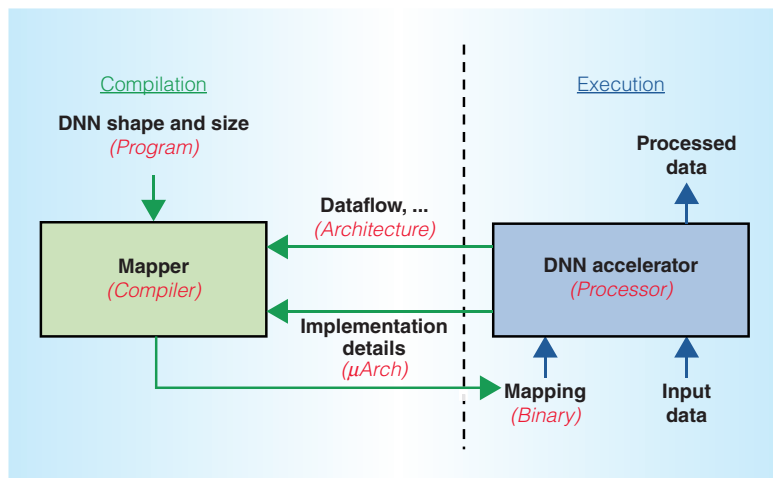 Compilation
Execution
DNN shape and size
(Program)
Processed
data
Dataflow, ...
(Architecture)
Mapper
(Compiler)
DNN accelerator
(Processor)
Implementation
details
(μArch)
Mapping
(Binary)
Input
data